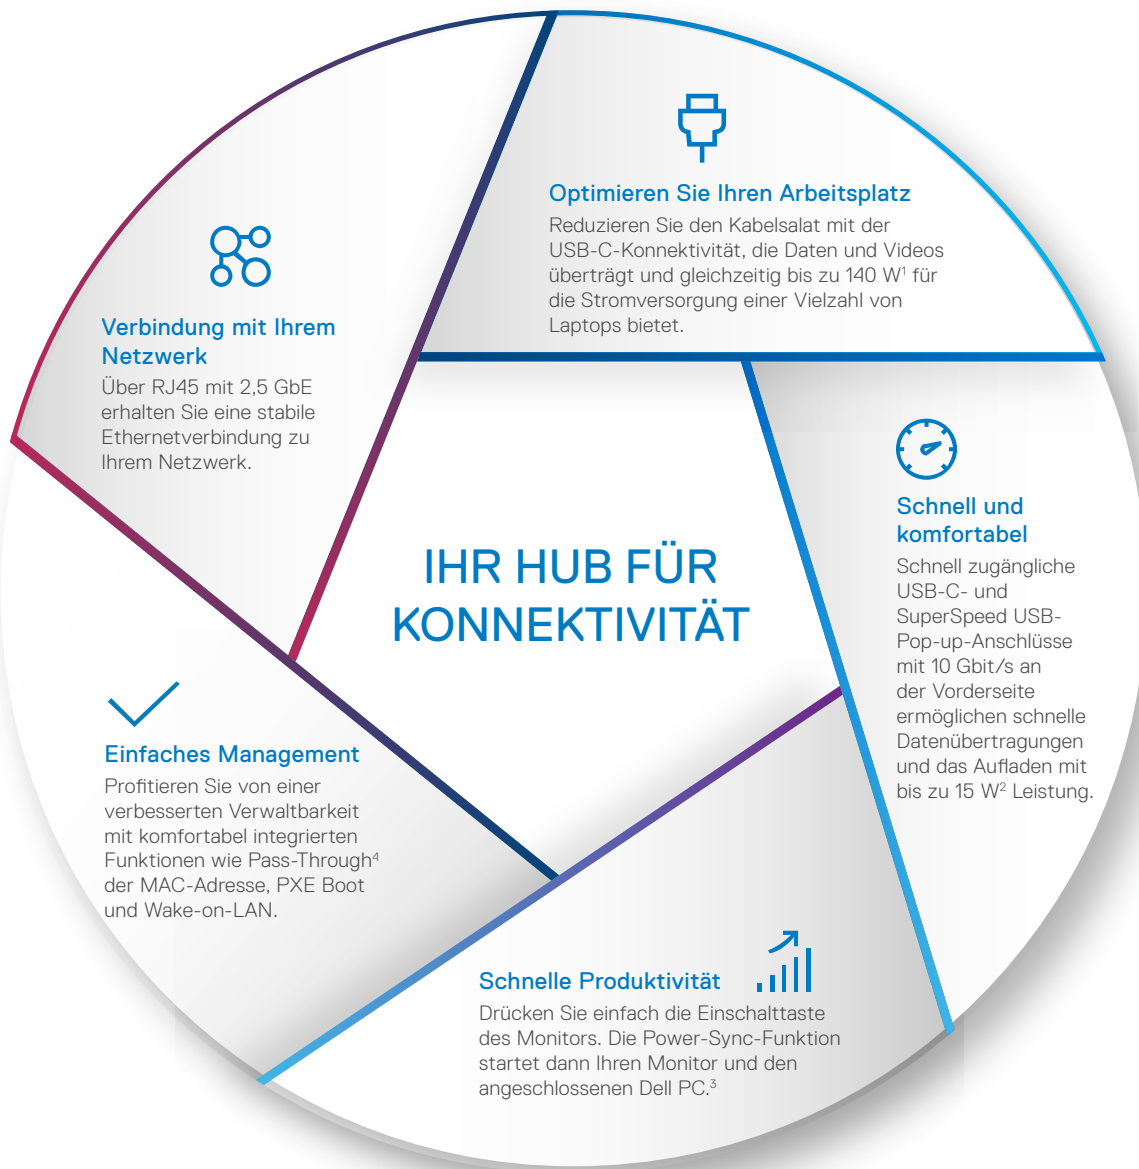 Optimieren Sie Ihren Arbeitsplatz
Reduzieren Sie den Kabelsalat mit der
USB-C-Konnektivität, die Daten und Videos
überträgt und gleichzeitig bis zu 140 W¹ für
die Stromversorgung einer Vielzahl von
Laptops bietet.
Verbindung mit Ihrem
Netzwerk
Über RJ45 mit 2,5 GbE
erhalten Sie eine stabile
Ethernetverbindung zu
Ihrem Netzwerk.
IHR HUB FÜR
KONNEKTIVITÄT
Schnell und
komfortabel
Schnell zugängliche
USB-C- und
SuperSpeed USB-
Pop-up-Anschlüsse
mit 10 Gbit/s an
der Vorderseite
ermöglichen schnelle
Datenübertragungen
und das Aufladen mit
bis zu 15 W² Leistung.
Einfaches Management
Profitieren Sie von einer
verbesserten Verwaltbarkeit
mit komfortabel integrierten
Funktionen wie Pass-Through⁴
der MAC-Adresse, PXE Boot
und Wake-on-LAN.
Schnelle Produktivität
Drücken Sie einfach die Einschalttaste
des Monitors. Die Power-Sync-Funktion
startet dann Ihren Monitor und den
angeschlossenen Dell PC.³